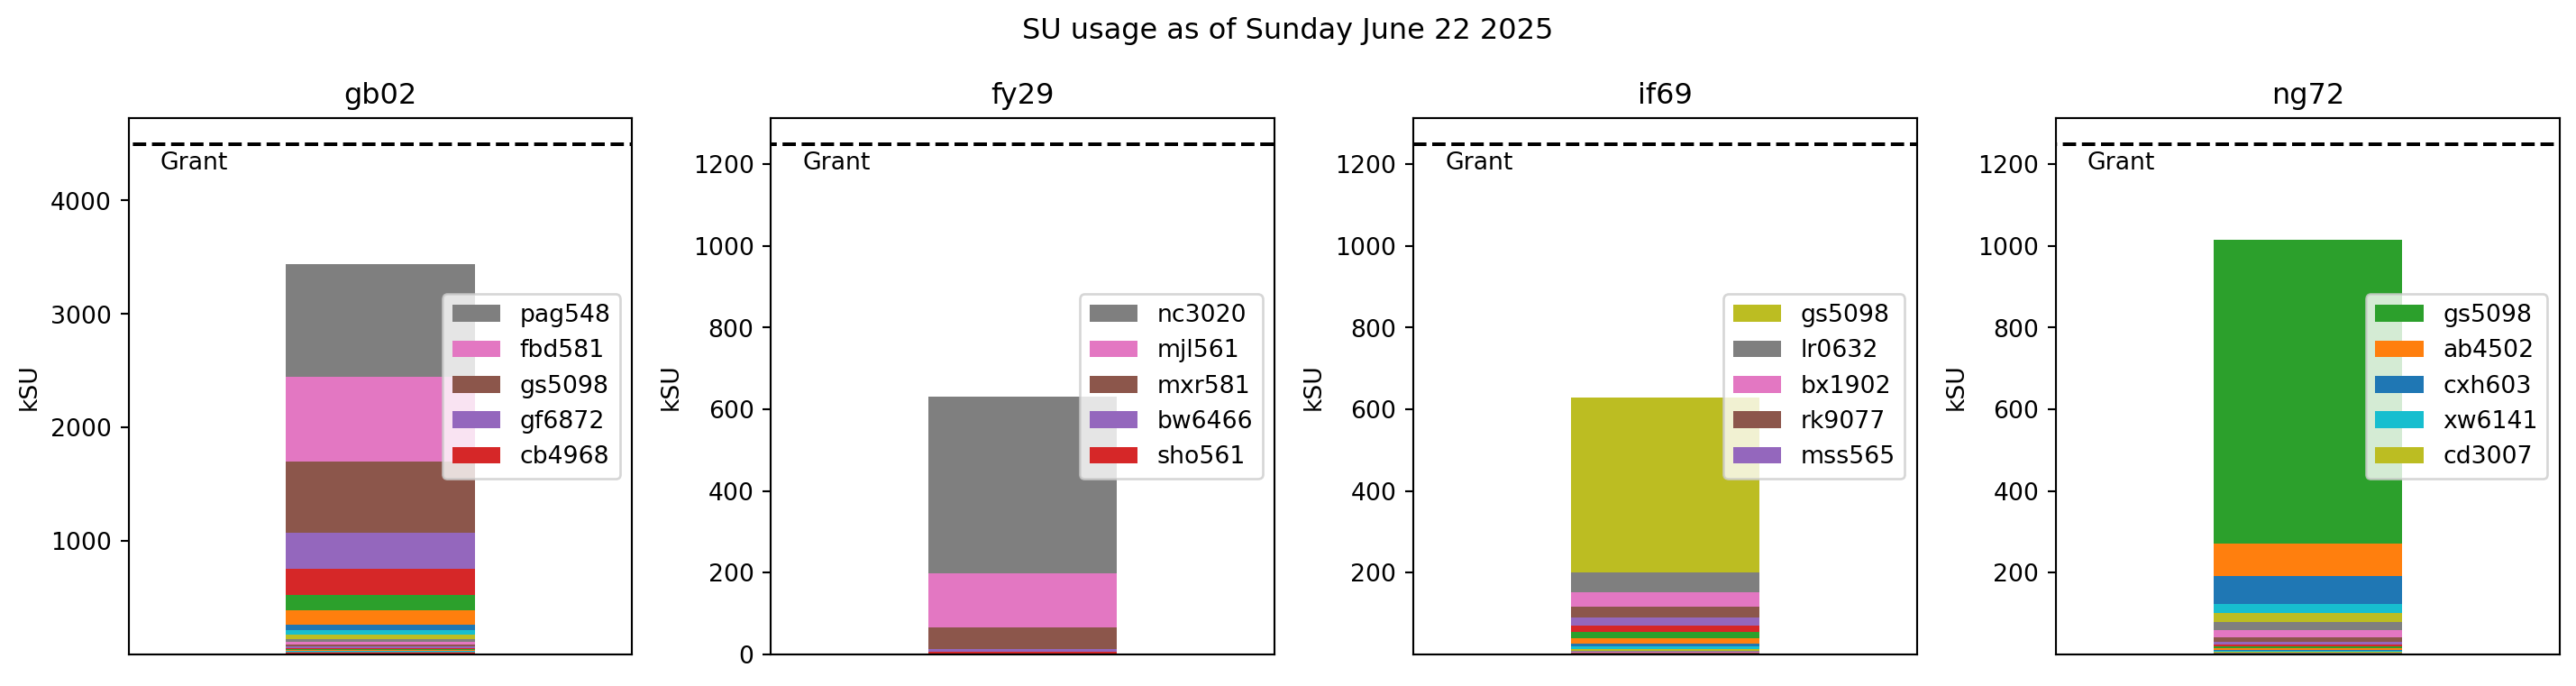 SU usage as of Sunday June 22 2025
gb02
Grant
4000
3000
2000
1000
kSU
pag548
fbd581
gs5098
gf6872
cb4968
fy29
Grant
1200
1000
800
600
400
200
0
kSU
nc3020
mjl561
mxr581
bw6466
sho561
if69
Grant
1200
1000
800
600
400
200
kSU
gs5098
lr0632
bx1902
rk9077
mss565
ng72
Grant
1200
1000
800
600
400
200
kSU
gs5098
ab4502
cxh603
xw6141
cd3007